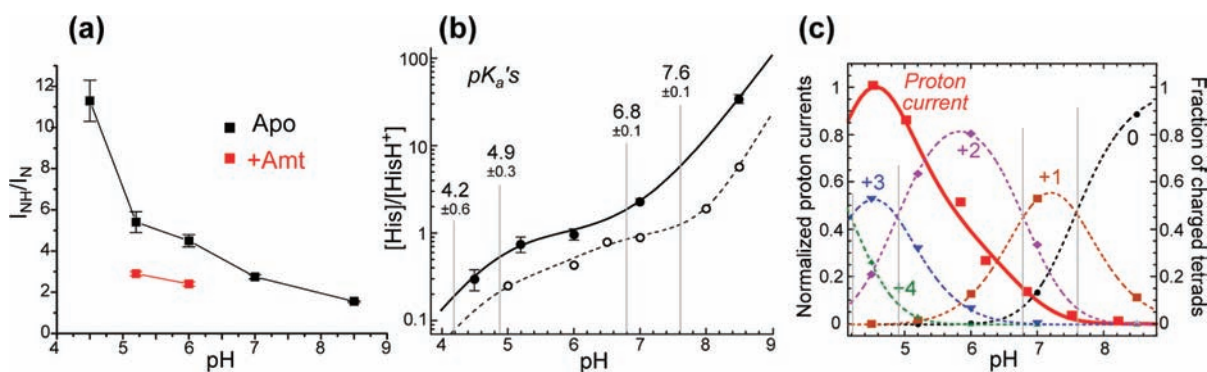 (a)
12
10
8
6
4
2
0
I_NH/I_N
Apo
+Amt
4 5 6 7 8 9
pH
(b)
100
10
1
0.1
[His]/[HisH⁺]
pKₐ's
4.2
±0.6
4.9
±0.3
6.8
±0.1
7.6
±0.1
4 5 6 7 8 9
pH
(c)
1
0.8
0.6
0.4
0.2
0
Normalized proton currents
Proton
current
+4
+3
+2
+1
0
1
0.8
0.6
0.4
0.2
0
Fraction of charged tetrads
5 6 7 8
pH